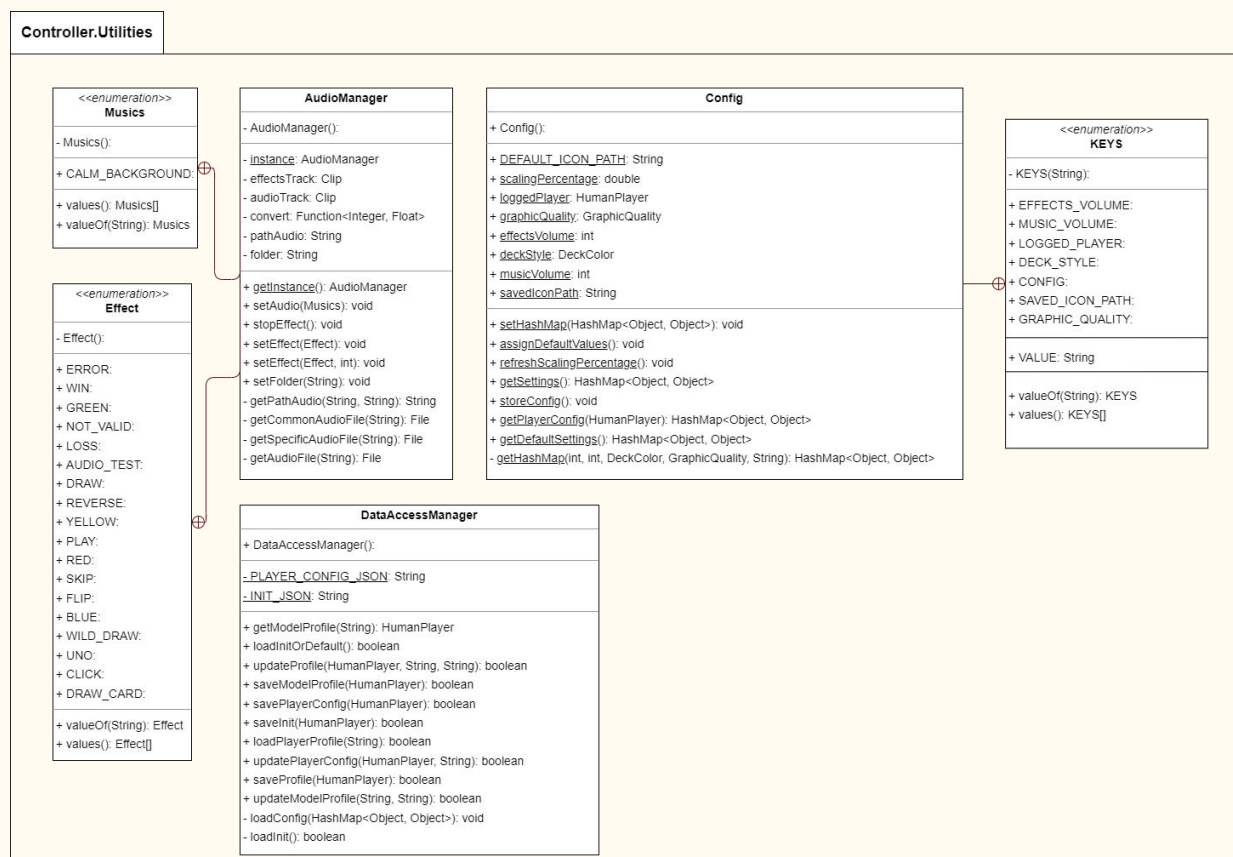 Controller.Utilities
<<enumeration>>
Musics
- Musics():
+ CALM_BACKGROUND:
+ values(): Musics[]
+ valueOf(String): Musics
<<enumeration>>
Effect
- Effect():
+ ERROR:
+ WIN:
+ GREEN:
+ NOT_VALID:
+ LOSS:
+ AUDIO_TEST:
+ DRAW:
+ REVERSE:
+ YELLOW:
+ PLAY:
+ RED:
+ SKIP:
+ FLIP:
+ BLUE:
+ WILD_DRAW:
+ UNO:
+ CLICK:
+ DRAW_CARD:
+ valueOf(String): Effect
+ values(): Effect[]
AudioManager
- AudioManager():
- instance: AudioManager
- effectsTrack: Clip
- audioTrack: Clip
- convert: Function<Integer, Float>
- pathAudio: String
- folder: String
+ getInstance(): AudioManager
+ setAudio(Musics): void
+ stopEffect(): void
+ setEffect(Effect): void
+ setEffect(Effect, int): void
+ setFolder(String): void
- getPathAudio(String, String): String
- getCommonAudioFile(String): File
- getSpecificAudioFile(String): File
- getAudioFile(String): File
DataAccessManager
+ DataAccessManager():
- PLAYER_CONFIG_JSON: String
- INIT_JSON: String
+ getModelProfile(String): HumanPlayer
+ loadInitOrDefault(): boolean
+ updateProfile(HumanPlayer, String, String): boolean
+ saveModelProfile(HumanPlayer): boolean
+ savePlayerConfig(HumanPlayer): boolean
+ saveInit(HumanPlayer): boolean
+ loadPlayerProfile(String): boolean
+ updatePlayerConfig(HumanPlayer, String): boolean
+ saveProfile(HumanPlayer): boolean
+ updateModelProfile(String, String): boolean
- loadConfig(HashMap<Object, Object>): void
- loadInit(): boolean
Config
+ Config():
+ DEFAULT_ICON_PATH: String
+ scalingPercentage: double
+ loggedPlayer: HumanPlayer
+ graphicQuality: GraphicQuality
+ effectsVolume: int
+ deckStyle: DeckColor
+ musicVolume: int
+ savedIconPath: String
+ setHashMap(HashMap<Object, Object>): void
+ assignDefaultValues(): void
+ refreshScalingPercentage(): void
+ getSettings(): HashMap<Object, Object>
+ storeConfig(): void
+ getPlayerConfig(HumanPlayer): HashMap<Object, Object>
+ getDefaultSettings(): HashMap<Object, Object>
- getHashMap(int, int, DeckColor, GraphicQuality, String): HashMap<Object, Object>
<<enumeration>>
KEYS
- KEYS(String):
+ EFFECTS_VOLUME:
+ MUSIC_VOLUME:
+ LOGGED_PLAYER:
+ DECK_STYLE:
+ CONFIG:
+ SAVED_ICON_PATH:
+ GRAPHIC_QUALITY:
+ VALUE: String
+ valueOf(String): KEYS
+ values(): KEYS[]